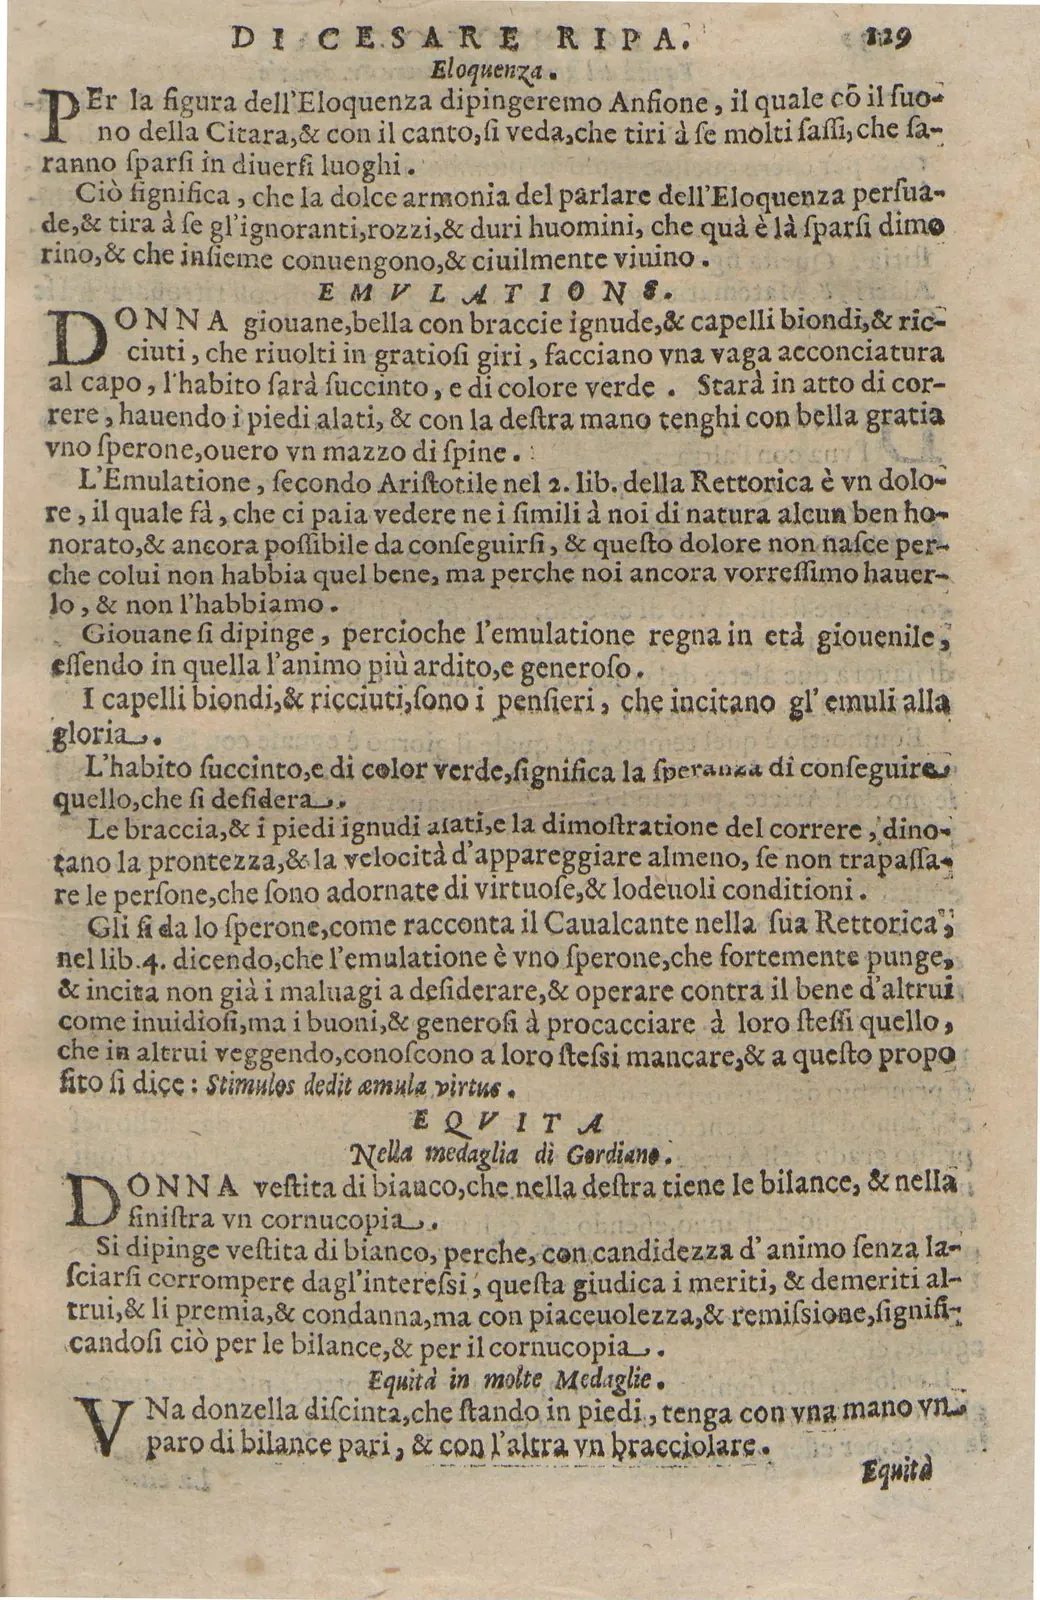 DI CESARE RIPA. 129
Eloquenza.
PEr la figura dell'Eloquenza dipingeremo Anfione, il quale cō il suo-
no della Citara,& con il canto,si veda,che tiri à se molti sassi, che sa-
ranno sparsi in diuersi luoghi.
Ciò significa, che la dolce armonia del parlare dell'Eloquenza persua-
de,& tira à se gl'ignoranti,rozzi,& duri huomini, che quà è là sparsi dimo
rino,& che insieme conuengono,& ciuilmente viuino.
EMVLATIONE.
DONNA giouane,bella con braccie ignude,& capelli biondi,& ric-
ciuti, che riuolti in gratiosi giri, facciano vna vaga acconciatura
al capo, l'habito sarà succinto, e di colore verde. Starà in atto di cor-
rere, hauendo i piedi alati, & con la destra mano tenghi con bella gratia
vno sperone,ouero vn mazzo di spine.
L'Emulatione, secondo Aristotile nel 2. lib. della Rettorica è vn dolo-
re, il quale fà, che ci paia vedere ne i simili à noi di natura alcun ben ho-
norato,& ancora possibile da conseguirsi, & questo dolore non nasce per-
che colui non habbia quel bene, ma perche noi ancora vorressimo hauer-
lo, & non l'habbiamo.
Giouane si dipinge, percioche l'emulatione regna in età giouenile,
essendo in quella l'animo più ardito,e generoso.
I capelli biondi,& ricciuti,sono i pensieri, che incitano gl' emuli alla
gloria.
L'habito succinto,e di color verde,significa la speranza di conseguire
quello,che si desidera.
Le braccia,& i piedi ignudi alati,e la dimostratione del correre, dino-
tano la prontezza,& la velocità d'appareggiare almeno, se non trapassa-
re le persone,che sono adornate di virtuose,& lodeuoli conditioni.
Gli si da lo sperone,come racconta il Caualcante nella sua Rettorica,
nel lib.4. dicendo,che l'emulatione è vno sperone,che fortemente punge,
& incita non già i maluagi a desiderare,& operare contra il bene d'altrui
come inuidiosi,ma i buoni,& generosi à procacciare à loro stessi quello,
che in altrui veggendo,conoscono a loro stessi mancare,& a questo propo
sito si dice: Stimulos dedit æmula virtus.
EQVITA
Nella medaglia di Gordiano.
DONNA vestita di bianco,che nella destra tiene le bilance, & nella
sinistra vn cornucopia.
Si dipinge vestita di bianco, perche, con candidezza d' animo senza la-
sciarsi corrompere dagl'interessi, questa giudica i meriti, & demeriti al-
trui,& li premia,& condanna,ma con piaceuolezza,& remissione,signifi-
candosi ciò per le bilance,& per il cornucopia.
Equità in molte Medaglie.
VNa donzella discinta,che stando in piedi, tenga con vna mano vn
paro di bilance pari, & con l'altra vn bracciolare.
Equità